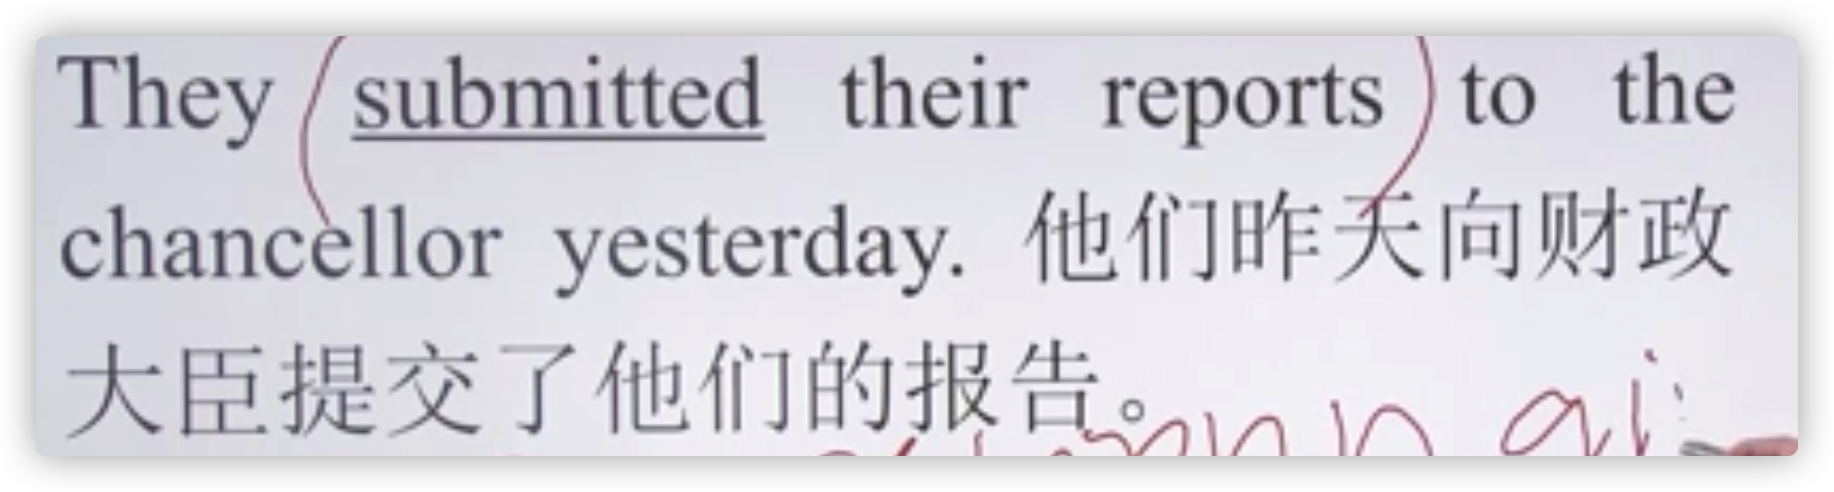 They submitted their reports to the
chancellor yesterday. 他们昨天向财政
大臣提交了他们的报告。